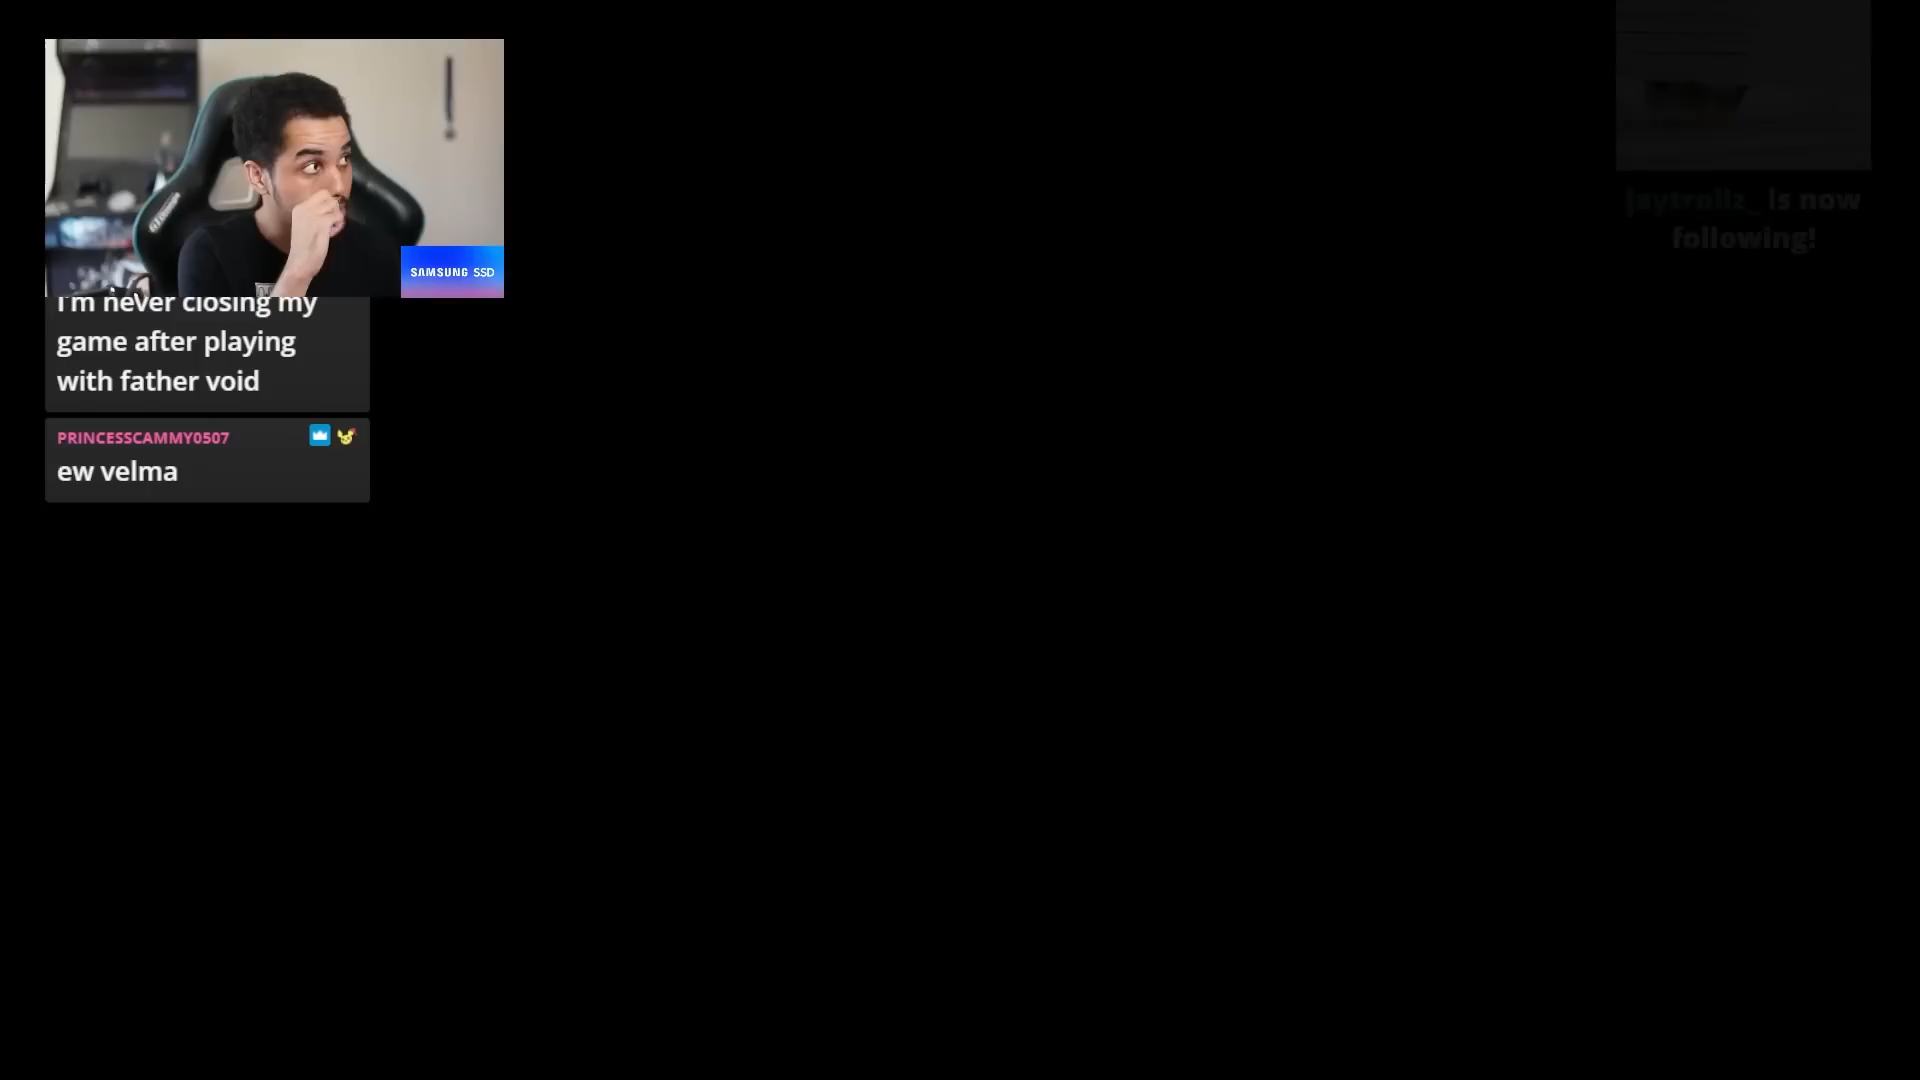 SAMSUNG SSD
I'm never closing my
game after playing
with father void
PRINCESSCAMMY0507
ew velma
is now
following!